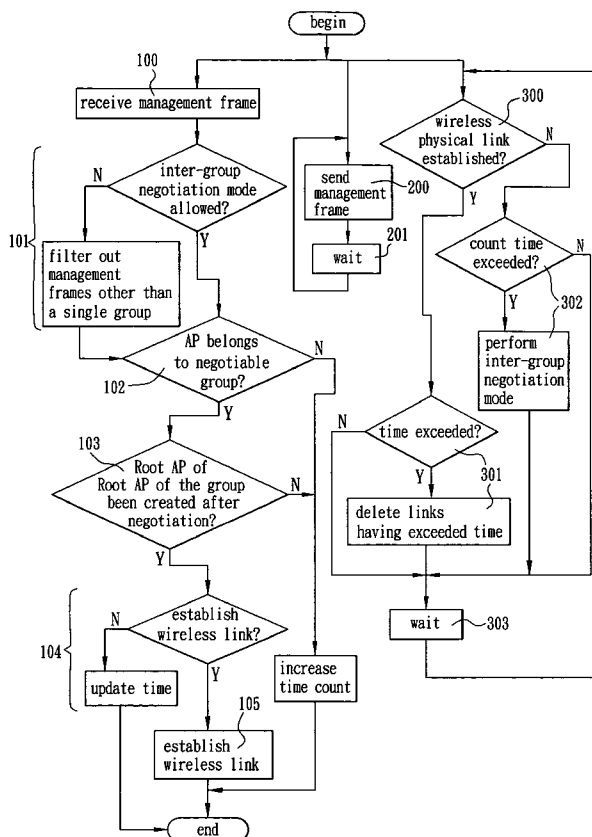 begin
100
receive management frame
300
wireless
physical link
established?
N
Y
inter-group
negotiation mode
allowed?
N
Y
101
send
management
frame
200
wait
201
filter out
management
frames other than
a single group
count time
exceeded?
N
Y
302
perform
inter-group
negotiation
mode
AP belongs
to negotiable
group?
102
N
Y
time exceeded?
N
Y
301
103
Root AP of
Root AP of the group
been created after
negotiation?
N
Y
delete links
having exceeded time
wait
303
104
establish
wireless link?
N
Y
update time
increase
time count
105
establish
wireless link
end